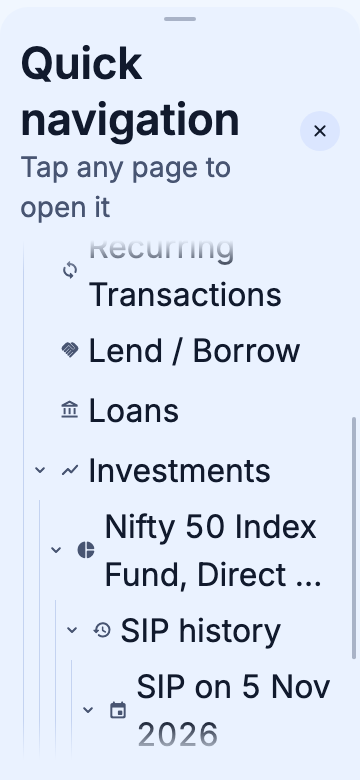 Quick
navigation
Tap any page to
open it
Recurring
Transactions
Lend / Borrow
Loans
Investments
Nifty 50 Index
Fund, Direct ...
SIP history
SIP on 5 Nov
2026